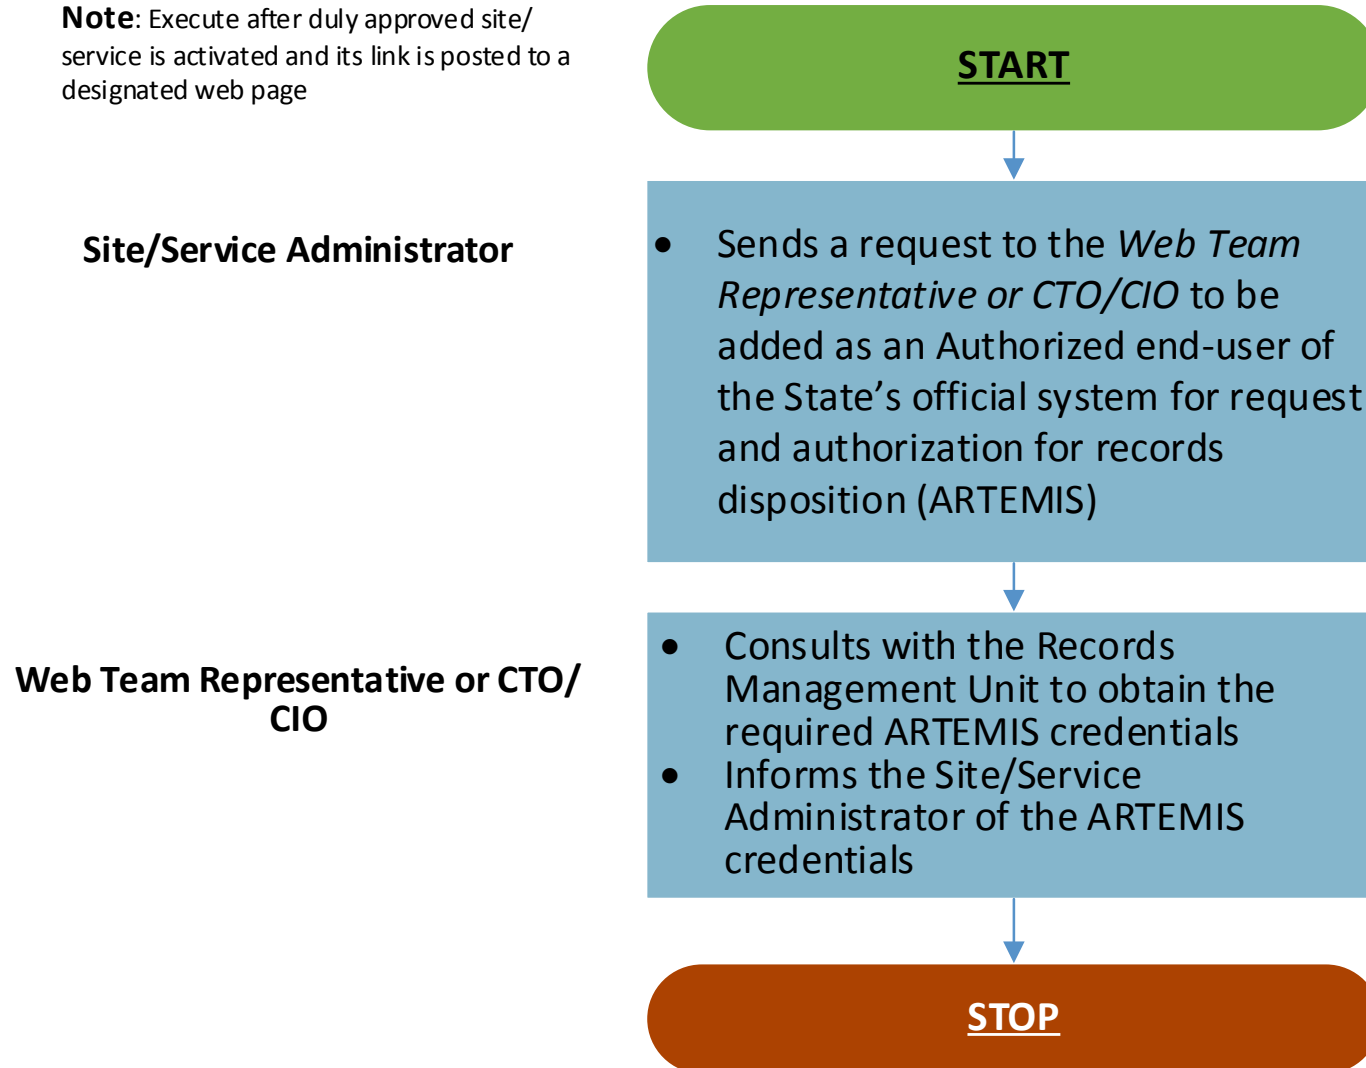 Note: Execute after duly approved site/
service is activated and its link is posted to a
designated web page
START
Site/Service Administrator
• Sends a request to the Web Team
Representative or CTO/CIO to be
added as an Authorized end-user of
the State’s official system for request
and authorization for records
disposition (ARTEMIS)
Web Team Representative or CTO/
CIO
• Consults with the Records
Management Unit to obtain the
required ARTEMIS credentials
• Informs the Site/Service
Administrator of the ARTEMIS
credentials
STOP